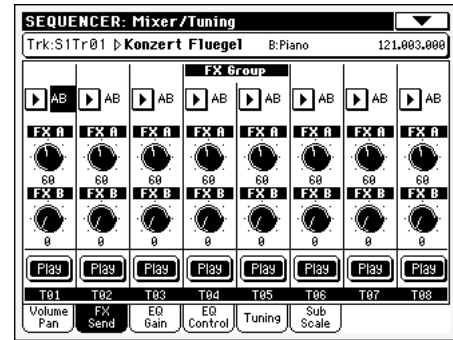 SEQUENCER: Mixer/Tuning
Trk:S1Tr01 Konzert Fluegel B:Piano 121.003.000
FX Group
AB AB AB AB AB AB AB AB
FX A FX A FX A FX A FX A FX A FX A FX A
60 60 60 60 60 60 60 60
FX B FX B FX B FX B FX B FX B FX B FX B
0 0 0 0 0 0 0 0
Play Play Play Play Play Play Play Play
T01 T02 T03 T04 T05 T06 T07 T08
Volume Pan FX Send EQ Gain EQ Control Tuning Sub Scale